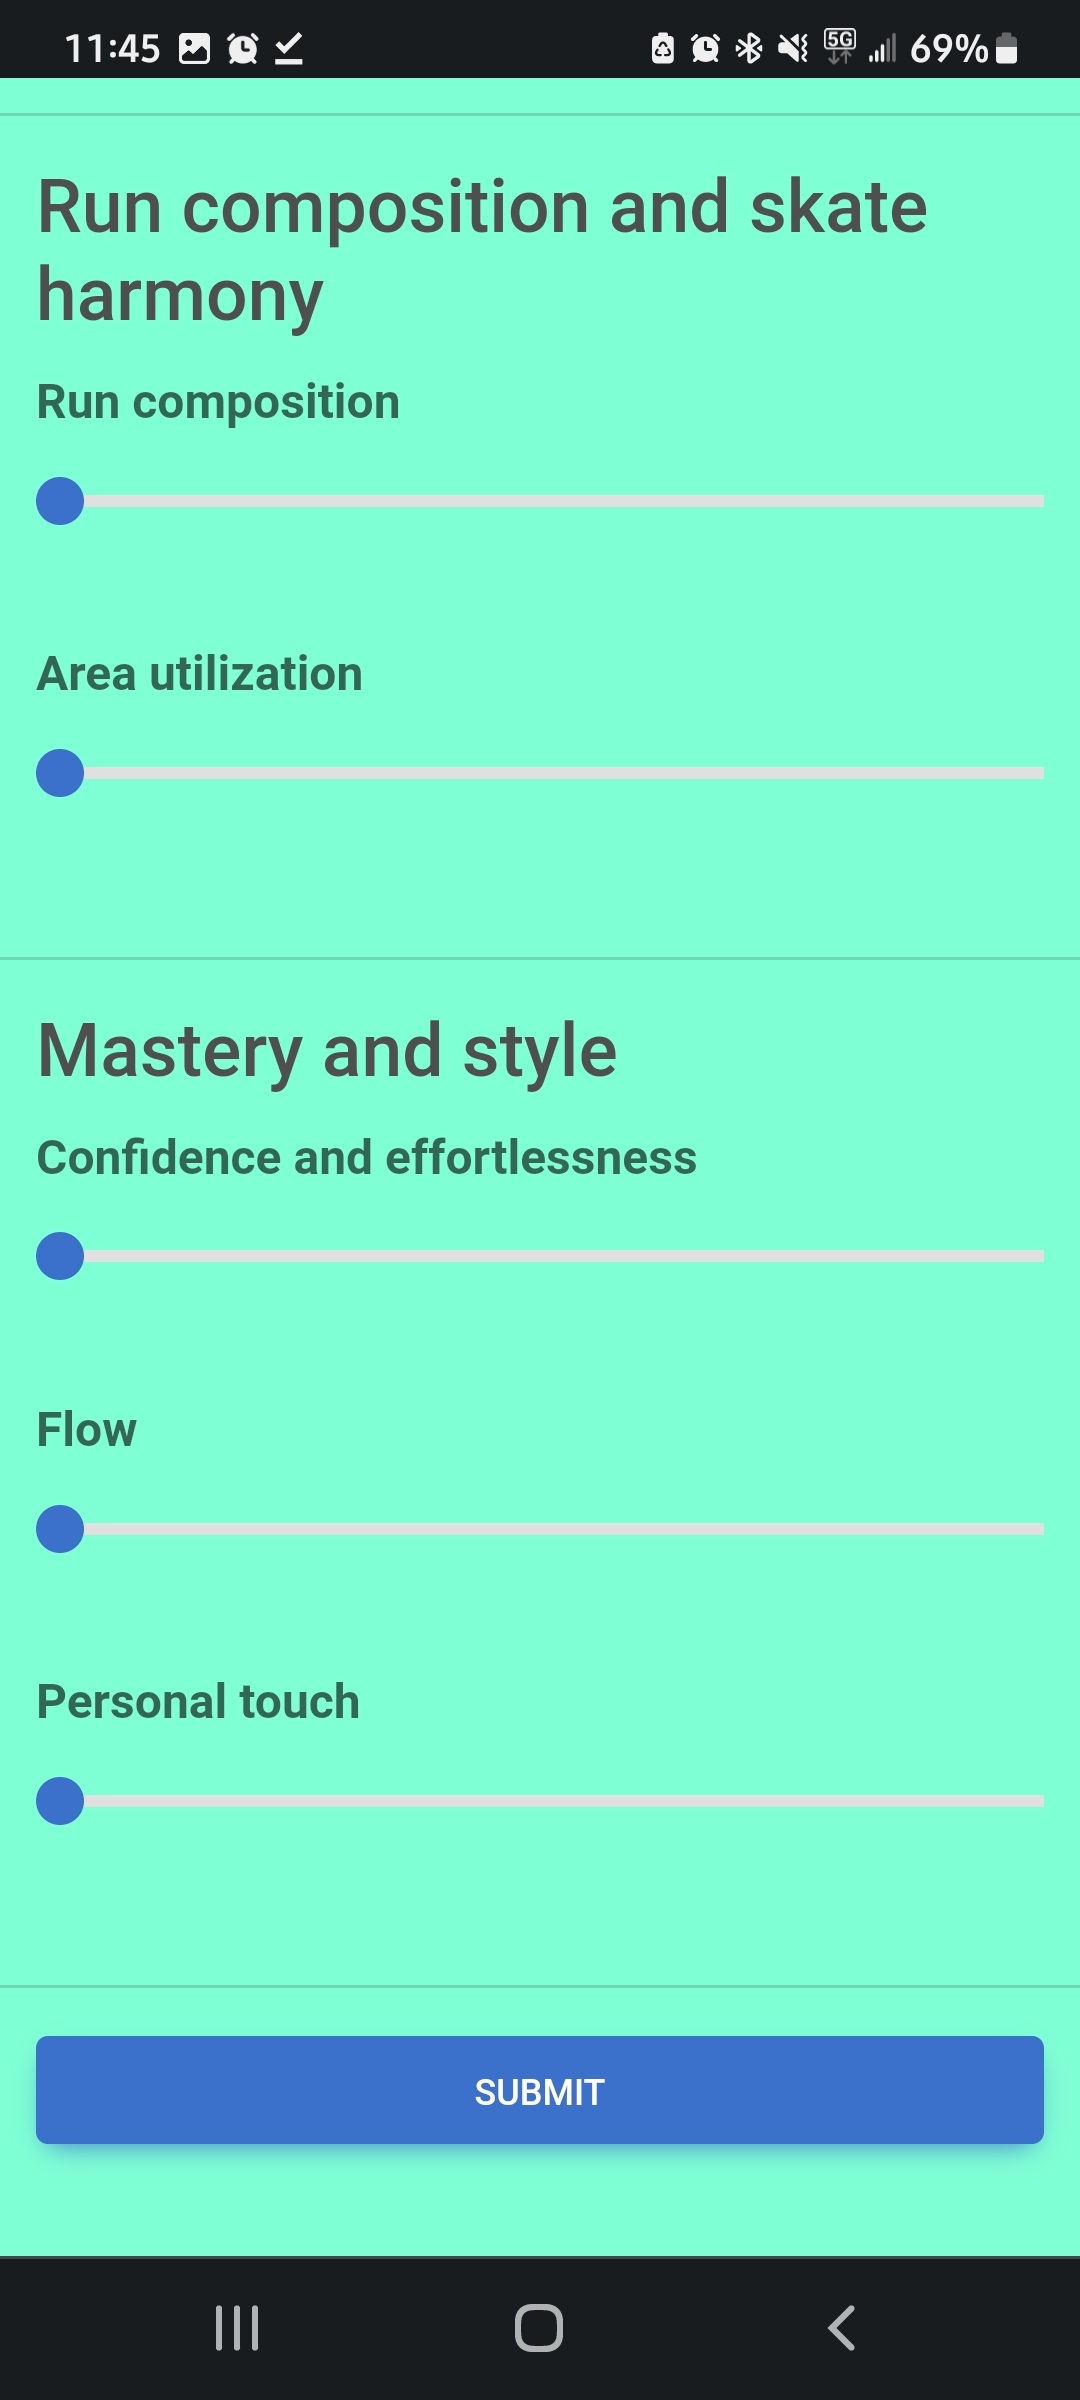 11:45
5G
69%
Run composition and skate
harmony
Run composition
Area utilization
Mastery and style
Confidence and effortlessness
Flow
Personal touch
SUBMIT